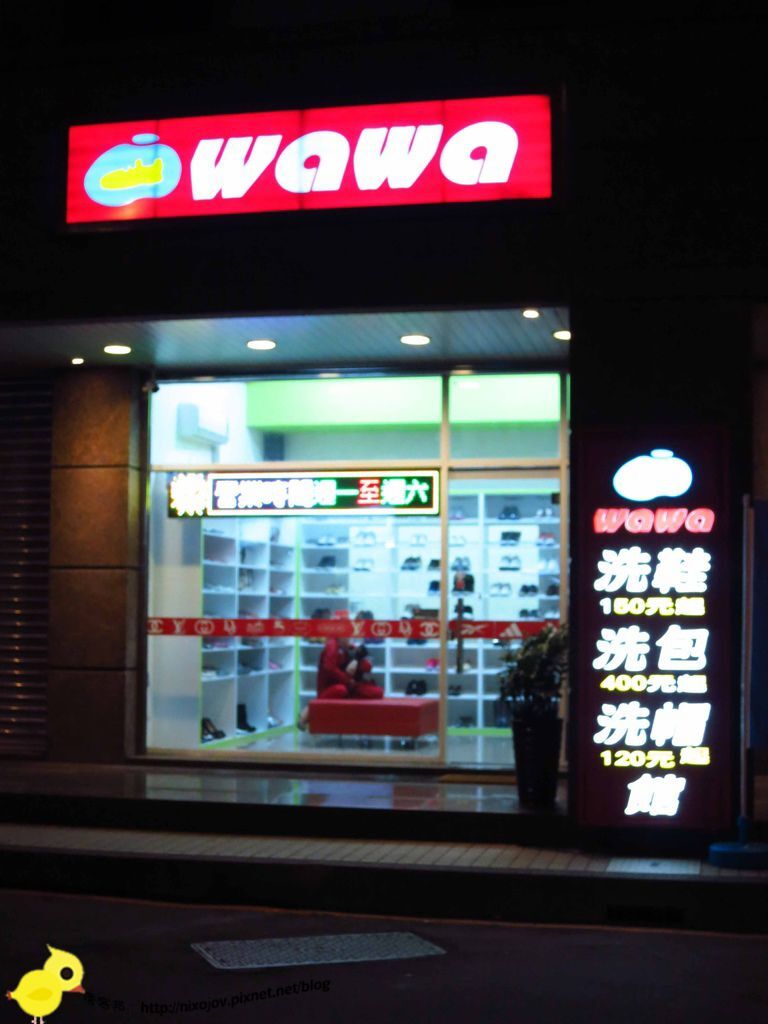 wawa
營業時間週一至週六
wawa
洗鞋
150元起
洗包
400元起
洗帽
120元起
館
http://nixojov.pixnet.net/blog